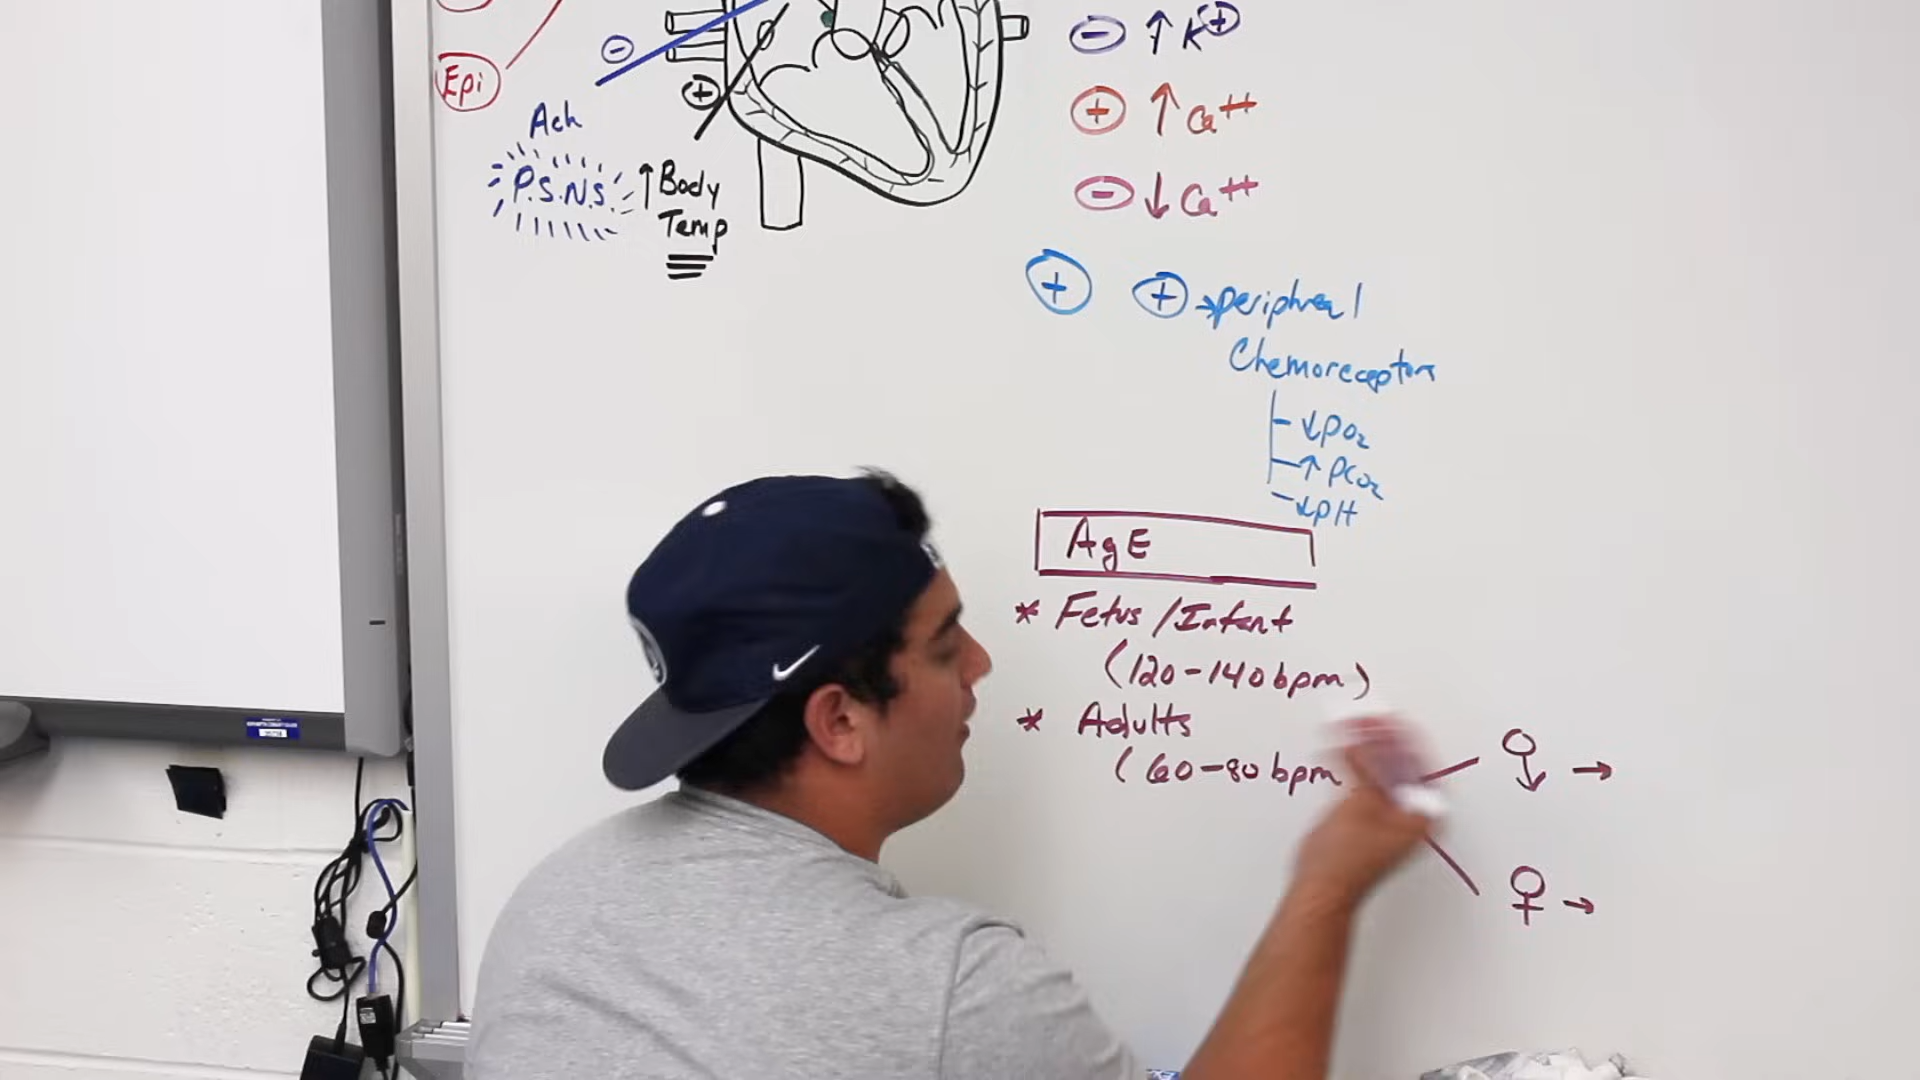 Epi
⊖
Ach
P.S.N.S.
⊕
↑ Body
Temp
⊖ ↑ K⊕
⊕ ↑ Ca++
⊖ ↓ Ca++
⊕ ⊕ → Peripheral
Chemoreceptors
- ↓PO2
- ↑ PCO2
- ↓PH
AgE
* Fetus / Infant
(120-140 bpm)
* Adults
(60-80 bpm
♂ →
♀ →